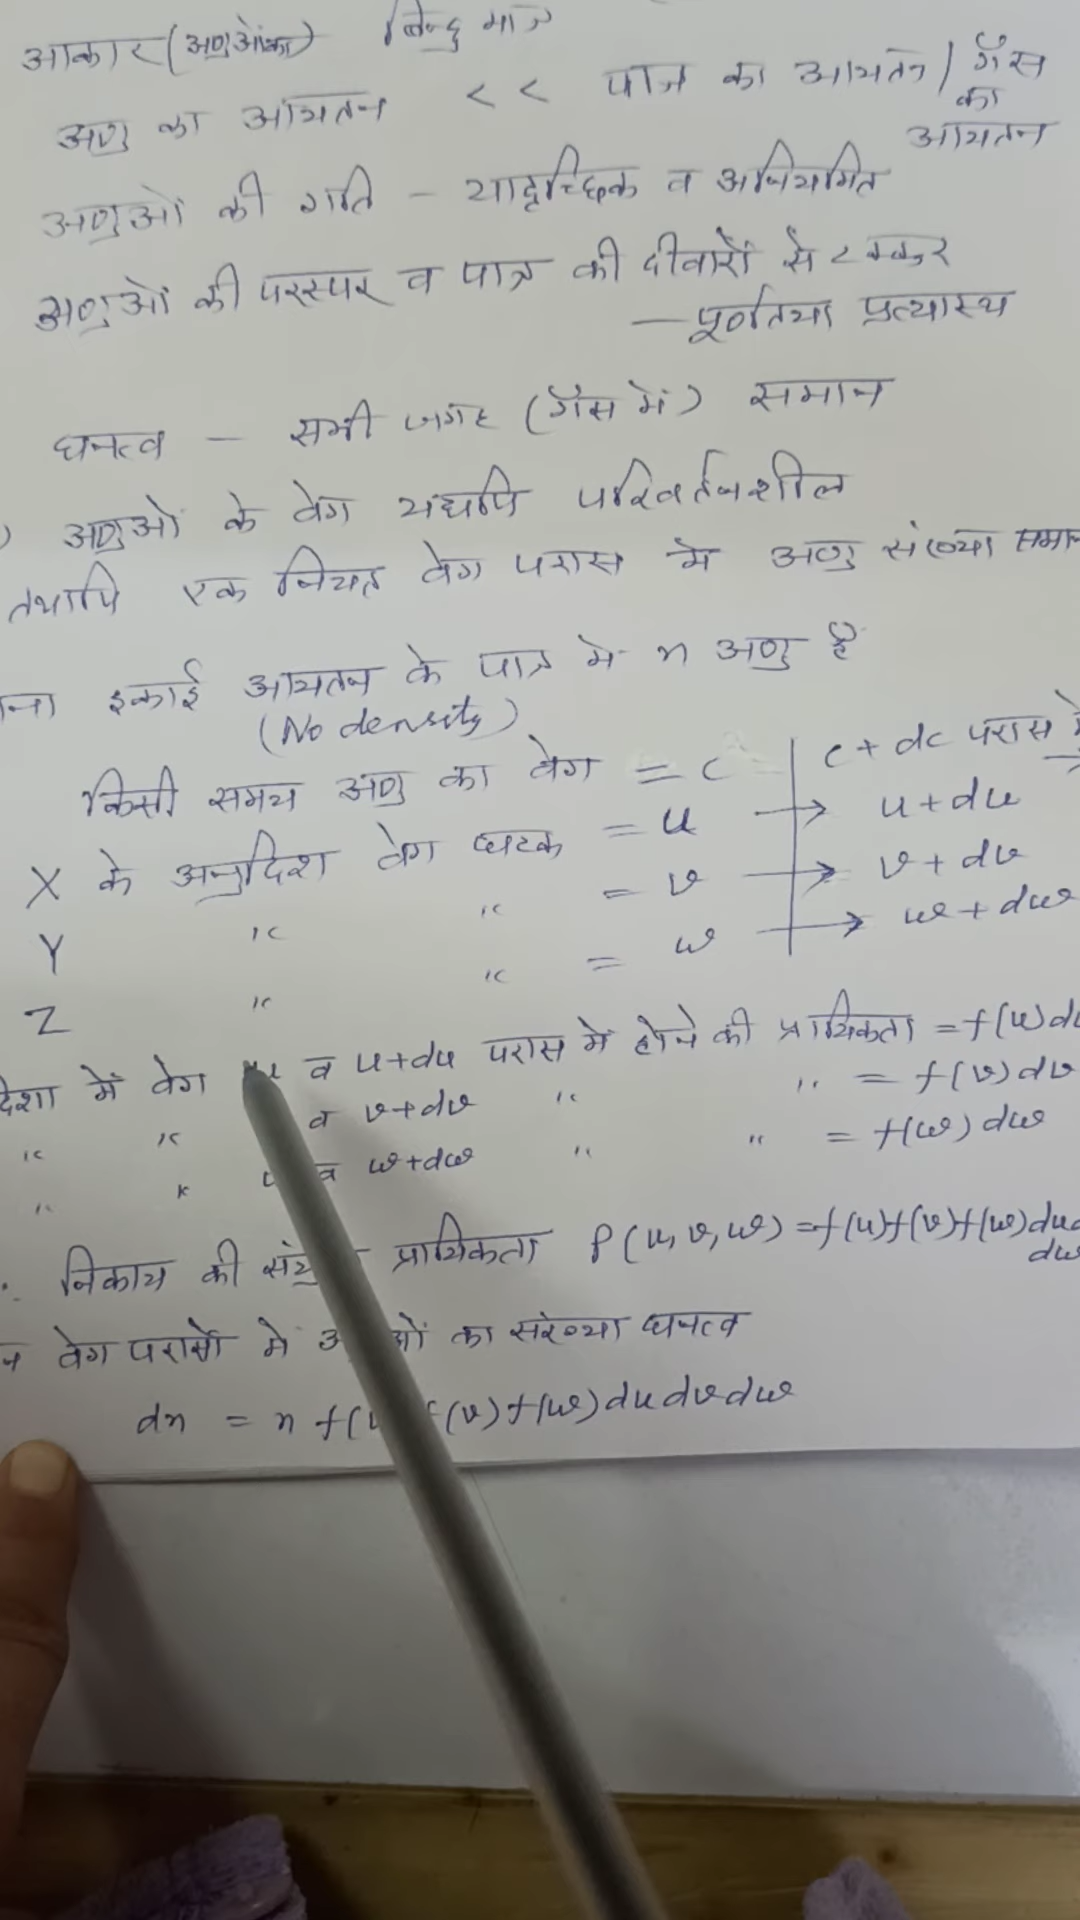 आकार (अणुओंका) बिन्दु मात्र
अणु का आयतन << पात्र का आयतन / गैस का आयतन
अणुओं की गति - यादृच्छिक व अनियमित
अणुओं की परस्पर व पात्र की दीवारों से टक्कर
— पूर्णतया प्रत्यास्थ
घनत्व — सभी जगह (गैस में) समान
) अणुओं के वेग यद्यपि परिवर्तनशील
तथापि एक नियत वेग परास मे अणु संख्या समान
इकाई आयतन के पात्र मे n अणु है
(No density)
किसी समय अणु का वेग = c | c + dc परास में
X के अनुदिश वेग घटक = u → u + du
Y " " = v → v + dv
Z " " = w → w + dw
दिशा में वेग u व u+du परास में होने की प्रायिकता = f(u)du
" " व v+dv " " = f(v) dv
" " व w+dw " " = f(w) dw
निकाय की प्रायिकता P(u,v,w) = f(u)f(v)f(w)du
dw
वेग परासों मे का संख्या घनत्व
dn = n f( (v) f(w) du dv dw